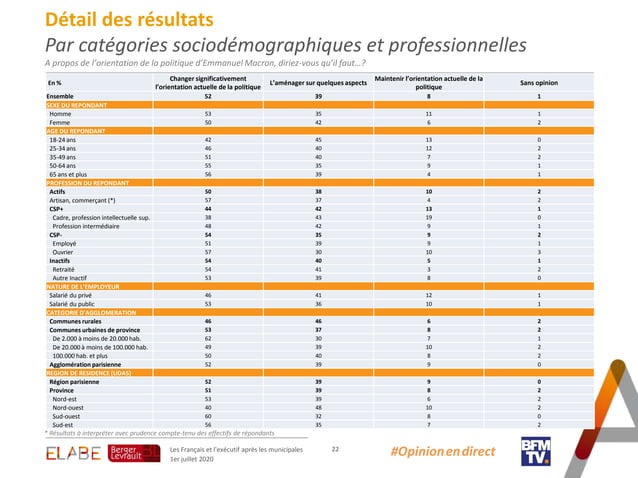 Détail des résultats
Par catégories sociodémographiques et professionnelles
A propos de l'orientation de la politique d'Emmanuel Macron, diriez-vous qu'il faut…?
En % Changer significativement l'orientation actuelle de la politique L'aménager sur quelques aspects Maintenir l'orientation actuelle de la politique Sans opinion
Ensemble 52 39 8 1
SEXE DU REPONDANT
Homme 53 35 11 1
Femme 50 42 6 2
AGE DU REPONDANT
18-24 ans 42 45 13 0
25-34 ans 46 40 12 2
35-49 ans 51 40 7 2
50-64 ans 55 35 9 1
65 ans et plus 56 39 4 1
PROFESSION DU REPONDANT
Actifs 50 38 10 2
Artisan, commerçant (*) 57 37 4 2
CSP+ 44 42 13 1
Cadre, profession intellectuelle sup. 38 43 19 0
Profession intermédiaire 48 42 9 1
CSP- 54 35 9 2
Employé 51 39 9 1
Ouvrier 57 30 10 3
Inactifs 54 40 5 1
Retraité 54 41 3 2
Autre Inactif 53 39 8 0
NATURE DE L'EMPLOYEUR
Salarié du privé 46 41 12 1
Salarié du public 53 36 10 1
CATEGORIE D'AGGLOMERATION
Communes rurales 46 46 6 2
Communes urbaines de province 53 37 8 2
De 2.000 à moins de 20.000 hab. 62 30 7 1
De 20.000 à moins de 100.000 hab. 49 39 10 2
100.000 hab. et plus 50 40 8 2
Agglomération parisienne 52 39 9 0
REGION DE RESIDENCE (UDA5)
Région parisienne 52 39 9 0
Province 51 39 8 2
Nord-est 53 39 6 2
Nord-ouest 40 48 10 2
Sud-ouest 60 32 8 0
Sud-est 56 35 7 2
* Résultats à interpréter avec prudence compte-tenu des effectifs de répondants
ELABE
Berger Levrault
Les Français et l'exécutif après les municipales
1er juillet 2020
22
#Opinionendirect
BFM TV.